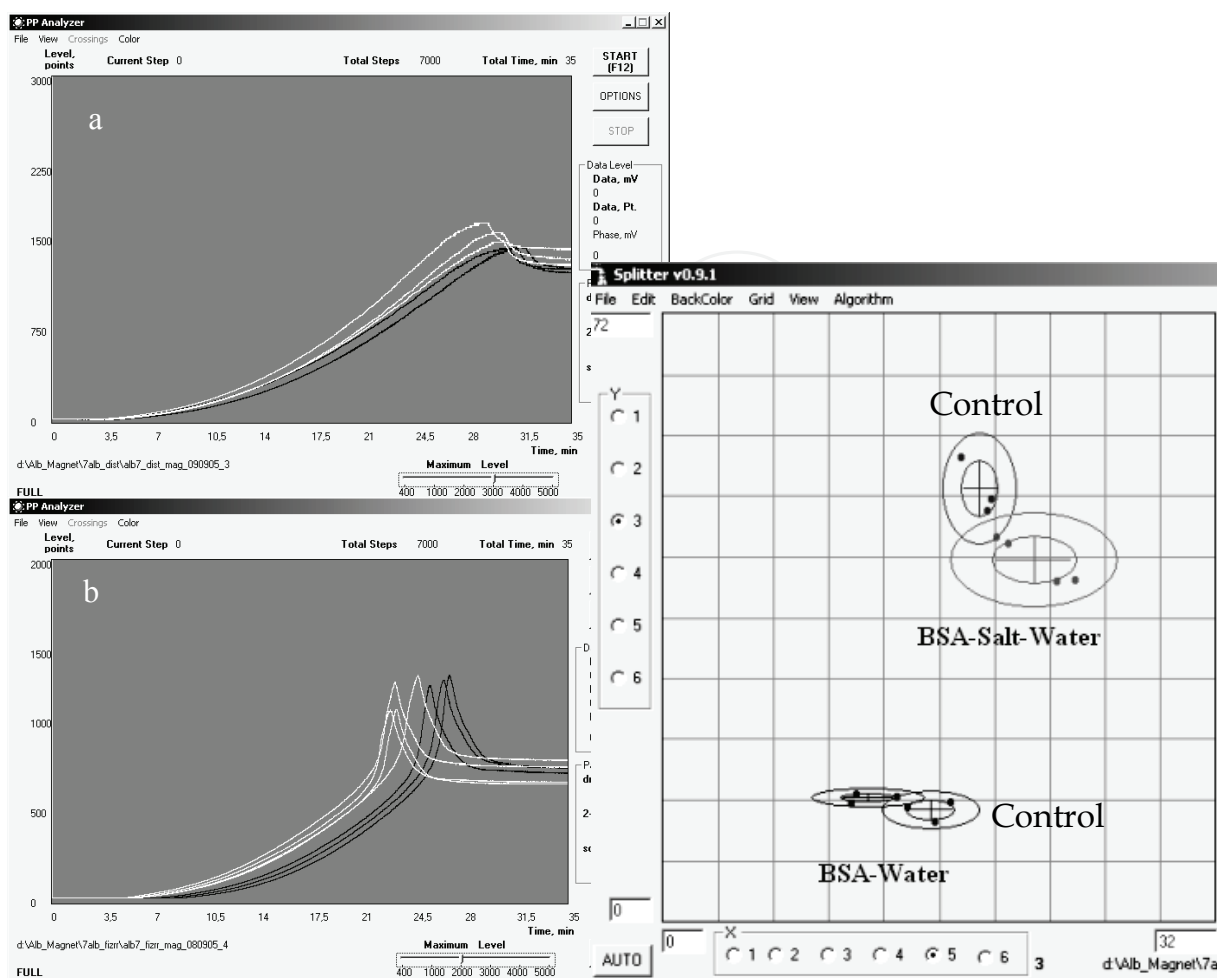 PP Analyzer
File View Crossings Color
Level, points Current Step 0 Total Steps 7000 Total Time, min 35
START (F12)
OPTIONS
STOP
Data Level
Data, mV
0
Data, Pt.
0
Phase, mV
0
a
3000
2250
1500
750
0
0 3,5 7 10,5 14 17,5 21 24,5 28 31,5 35
Time, min
d:\Alb_Magnet\7alb_dist\alb7_dist_mag_090905_3
Maximum Level
400 1000 2000 3000 4000 5000
FULL
PP Analyzer
File View Crossings Color
Level, points Current Step 0 Total Steps 7000 Total Time, min 35
b
2000
1500
1000
500
0
0 3,5 7 10,5 14 17,5 21 24,5 28 31,5 35
Time, min
d:\Alb_Magnet\7alb_fizrr\alb7_fizrr_mag_080905_4
Maximum Level
400 1000 2000 3000 4000 5000
FULL
Splitter v0.9.1
File Edit BackColor Grid View Algorithm
72
Y
1
2
3
4
5
6
0
AUTO
Control
BSA-Salt-Water
Control
BSA-Water
0
X
1 2 3 4 5 6
3
32
d:\Alb_Magnet\7a